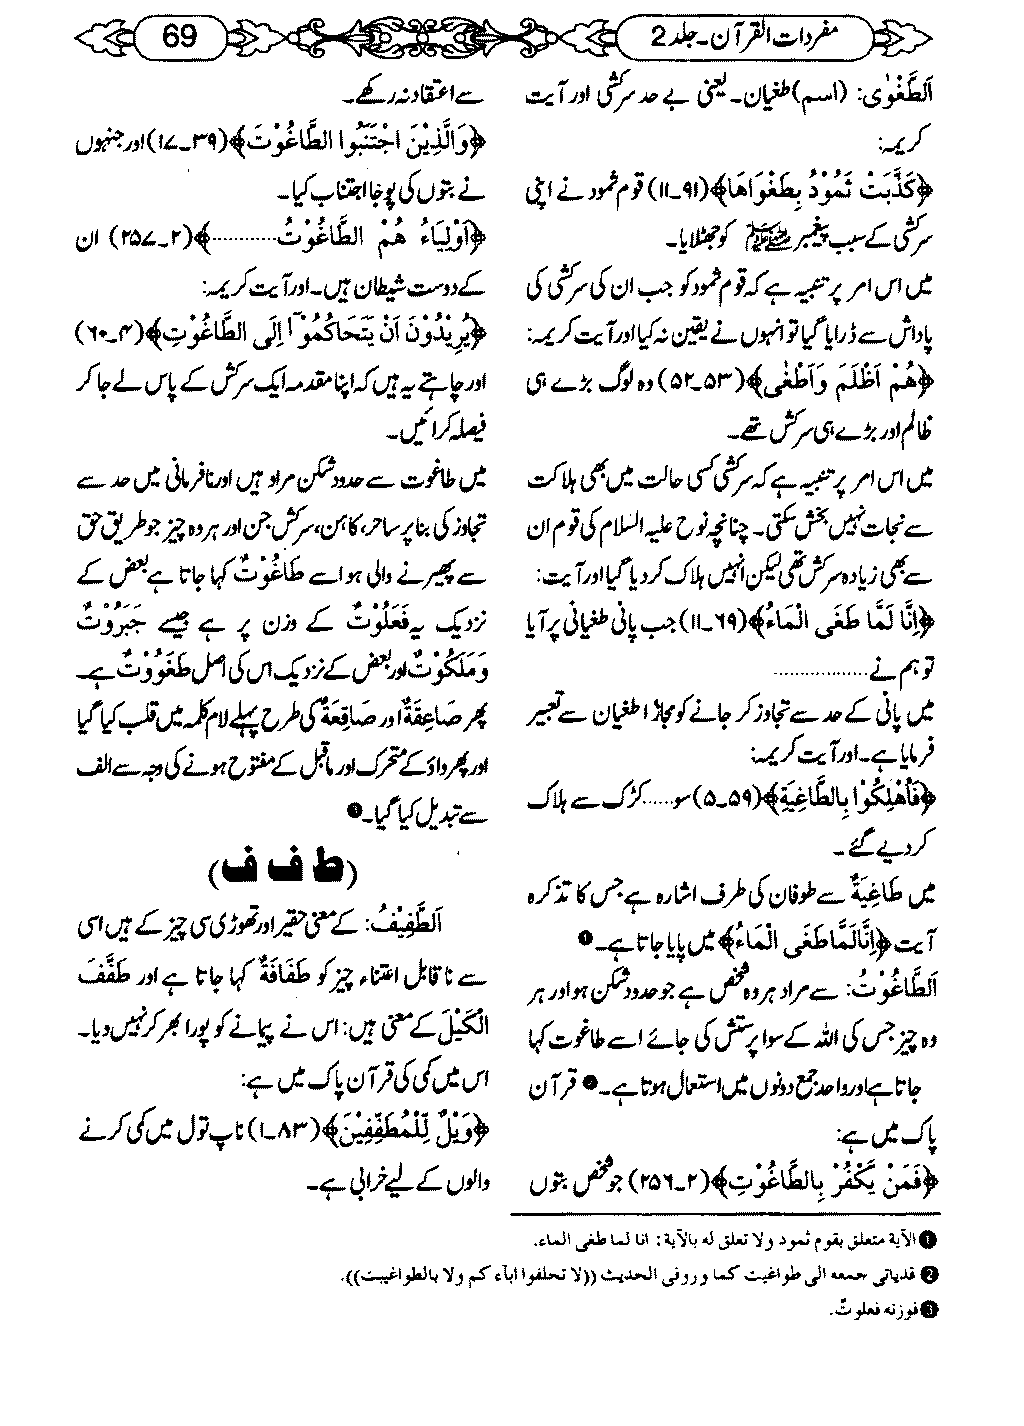 مفردات القرآن۔جلد 2
69
اَلطَّغْوٰى: (اسم) طغیان۔ یعنی بے حد سرکشی اور آیت
کریمہ:
﴿كَذَّبَتْ ثَمُوْدُ بِطَغْوَاهَا﴾ (۹۱۔۱۱) قوم ثمود نے اپنی
سرکشی کے سبب پیغمبر ﷺ کو جھٹلایا۔
میں اس امر پر تنبیہ ہے کہ قوم ثمود کو جب ان کی سرکشی کی
پاداش سے ڈرایا گیا تو انہوں نے یقین نہ کیا اور آیت کریمہ:
﴿هُمْ اَظْلَمَ وَاَطْغٰى﴾ (۵۳۔۵۲) وہ لوگ بڑے ہی
ظالم اور بڑے ہی سرکش تھے۔
میں اس امر پر تنبیہ ہے کہ سرکشی کسی حالت میں بھی ہلاکت
سے نجات نہیں بخش سکتی۔ چنانچہ نوح علیہ السلام کی قوم ان
سے بھی زیادہ سرکش تھی لیکن انہیں ہلاک کر دیا گیا اور آیت:
﴿اِنَّا لَمَّا طَغَى الْمَاءُ﴾ (۶۹۔۱۱) جب پانی طغیانی پر آیا
تو ہم نے ..................
میں پانی کے حد سے تجاوز کر جانے کو مجازاً طغیان سے تعبیر
فرمایا ہے۔ اور آیت کریمہ:
﴿فَاُهْلِكُوْا بِالطَّاغِيَةِ﴾ (۵۹۔۵) سو......کڑک سے ہلاک
کردیے گئے۔
میں طَاغِيَةٌ سے طوفان کی طرف اشارہ ہے جس کا تذکرہ
آیت ﴿اِنَّا لَمَّا طَغَى الْمَاءُ﴾ میں پایا جاتا ہے۔❶
اَلطَّاغُوْتُ: سے مراد ہر وہ شخص ہے جو حدود شکن ہو اور ہر
وہ چیز جس کی اللہ کے سوا پرستش کی جائے اسے طاغوت کہا
جاتا ہے اور واحد جمع دونوں میں استعمال ہوتا ہے۔❷ قرآن
پاک میں ہے:
﴿فَمَنْ يَكْفُرْ بِالطَّاغُوْتِ﴾ (۲۔۲۵۶) جو شخص بتوں
سے اعتقاد نہ رکھے۔
﴿وَالَّذِيْنَ اجْتَنَبُوا الطَّاغُوْتَ﴾ (۳۹۔۱۷) اور جنہوں
نے بتوں کی پوجا اجتناب کیا۔
﴿اَوْلِيَاءُ هُمْ الطَّاغُوْتُ............﴾ (۲۔۲۵۷) ان
کے دوست شیطان ہیں۔ اور آیت کریمہ:
﴿يُرِيْدُوْنَ اَنْ يَتَحَاكَمُوْآ اِلَى الطَّاغُوْتِ﴾ (۴۔۶۰)
اور چاہتے یہ ہیں کہ اپنا مقدمہ ایک سرکش کے پاس لے جا کر
فیصلہ کرائیں۔
میں طاغوت سے حدود شکن مراد ہیں اور نافرمانی میں حد سے
تجاوز کی بنا پر ساحر، کاہن، سرکش جن اور ہر وہ چیز جو طریق حق
سے پھیرنے والی ہو اسے طَاغُوْتٌ کہا جاتا ہے بعض کے
نزدیک یہ فَعَلُوْتٌ کے وزن پر ہے جیسے جَبَرُوْتٌ
وَمَلَكُوْتٌ اور بعض کے نزدیک اس کی اصل طَغَوُوْتٌ ہے۔
پھر صَاعِقَةٌ اور صَاقِعَةٌ کی طرح پہلے لام کلمہ میں قلب کیا گیا
اور پھر واؤ کے متحرک اور ماقبل کے مفتوح ہونے کی وجہ سے الف
سے تبدیل کیا گیا۔❸
(ط ف ف)
اَلطَّفِيْفُ: کے معنی حقیر اور تھوڑی سی چیز کے ہیں اسی
سے ناقابل اعتناء چیز کو طَفَافَةٌ کہا جاتا ہے اور طَفَّفَ
الْكَيْلَ کے معنی ہیں: اس نے پیمانے کو پورا بھر کر نہیں دیا۔
اس میں کمی کی قرآن پاک میں ہے:
﴿وَيْلٌ لِّلْمُطَفِّفِيْنَ﴾ (۸۳۔۱) ناپ تول میں کمی کرنے
والوں کے لیے خرابی ہے۔
❶ الآية متعلق بقوم ثمود ولا تعلق له بالآية: انا لما طغى الماء.
❷ قدياتى جمعه الى طواغيت كما وروفى الحديث ((لا تحلفوا ابآء كم ولا بالطواغيت)).
❸ فوزنه فعلوتٌ.